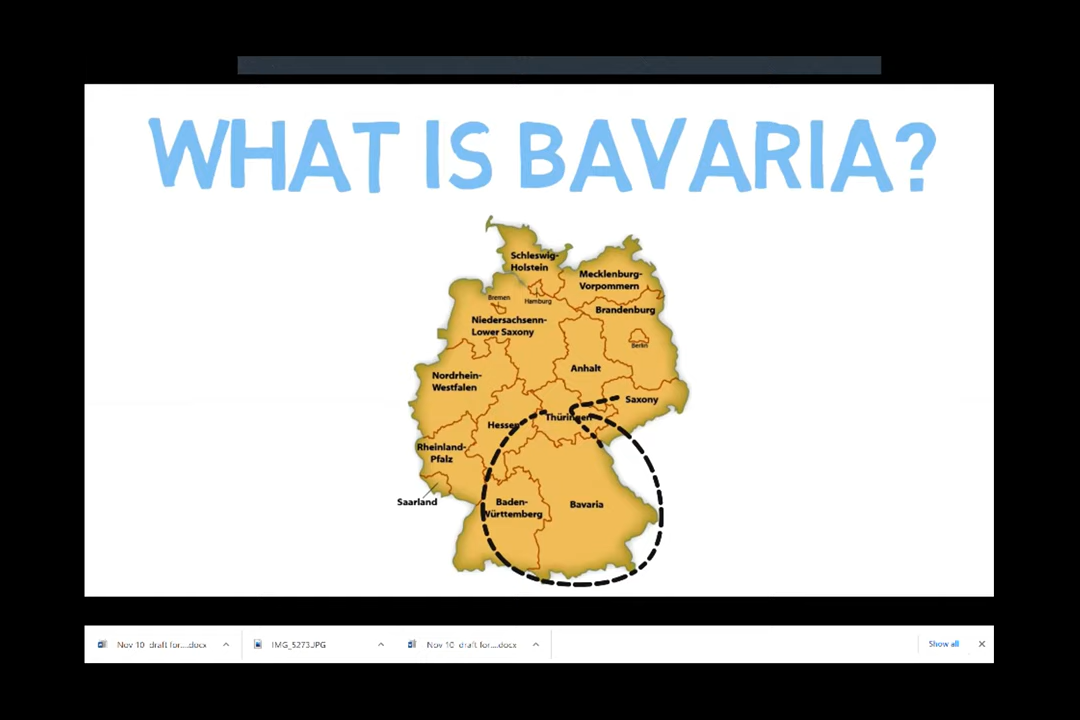 WHAT IS BAVARIA?
Schleswig-
Holstein
Mecklenburg-
Vorpommern
Bremen
Hamburg
Brandenburg
Niedersachsenn-
Lower Saxony
Berlin
Anhalt
Nordrhein-
Westfalen
Saxony
Thüringen
Hessen
Rheinland-
Pfalz
Saarland
Baden-
Württemberg
Bavaria
Nov 10 draft for....docx
IMG_5273.JPG
Nov 10 draft for....docx
Show all